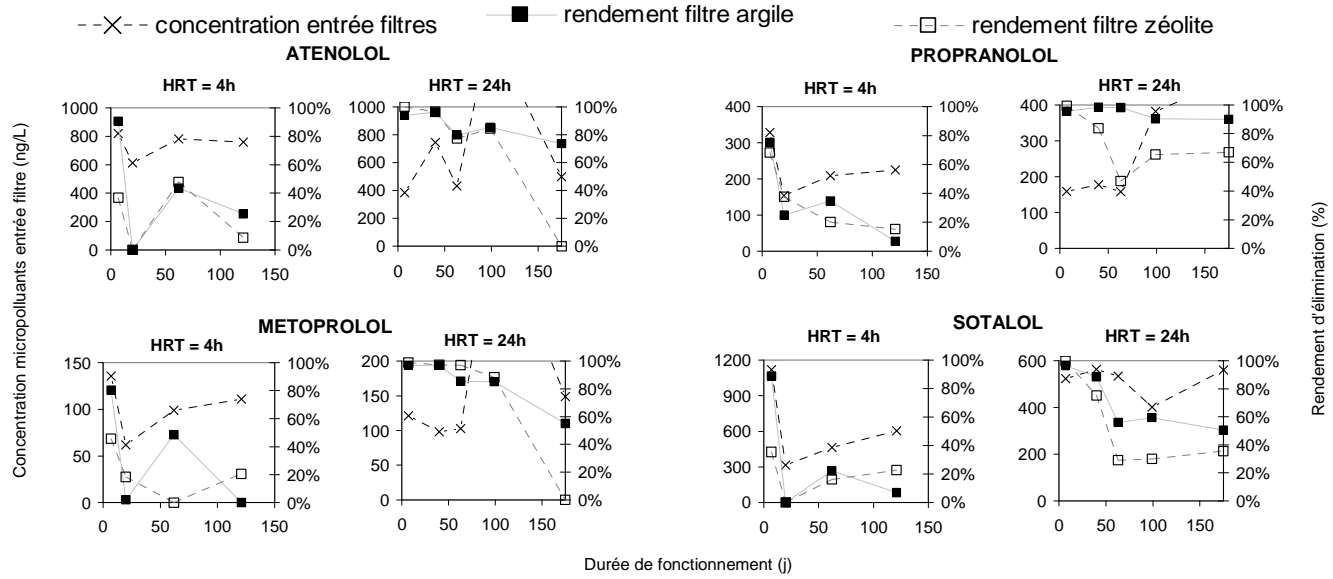 concentration entrée filtres rendement filtre argile rendement filtre zéolite
ATENOLOL PROPRANOLOL
HRT = 4h HRT = 24h HRT = 4h HRT = 24h
1000 100% 1000 100% 400 100% 400 100%
800 80% 800 80% 300 80% 300 80%
600 60% 600 60% 200 60% 200 60%
400 40% 400 40% 100 40% 100 40%
200 20% 200 20% 0 20% 0 20%
0 0% 0 0% 0% 0%
0 50 100 150 0 50 100 150 0 50 100 150 0 50 100 150
METOPROLOL SOTALOL
HRT = 4h HRT = 24h HRT = 4h HRT = 24h
150 100% 200 100% 1200 100% 600 100%
100 80% 150 80% 900 80% 400 80%
50 60% 100 60% 600 60% 200 60%
0 40% 50 40% 300 40% 0 40%
20% 0 20% 0 20% 20%
0% 0% 0% 0%
0 50 100 150 0 50 100 150 0 50 100 150 0 50 100 150
Concentration micropolluants entrée filtre (ng/L)
Rendement d'élimination (%)
Durée de fonctionnement (j)